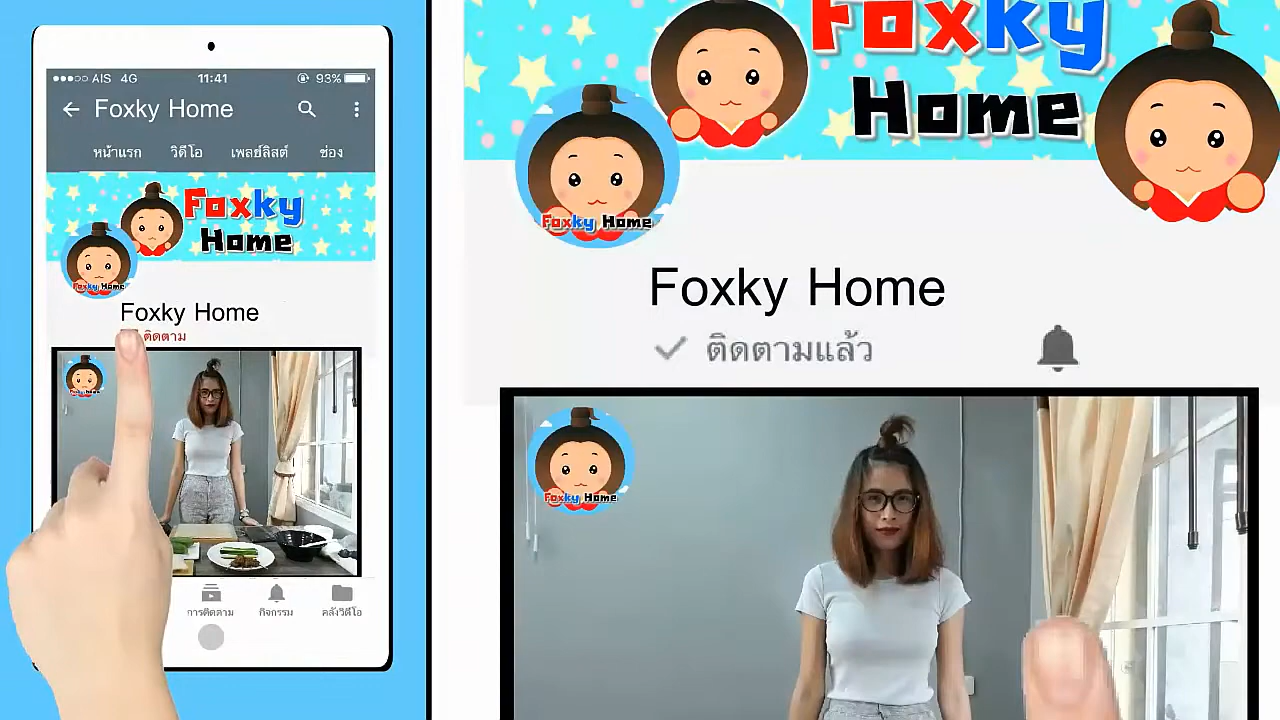 AIS 4G 11:41 93%
Foxky Home
หน้าแรก วิดีโอ เพลย์ลิสต์ ช่อง
Foxky
Home
Foxky Home
Foxky Home
ติดตาม
การติดตาม กิจกรรม คลังวิดีโอ
Foxky
Home
Foxky Home
Foxky Home
ติดตามแล้ว
Foxky Home